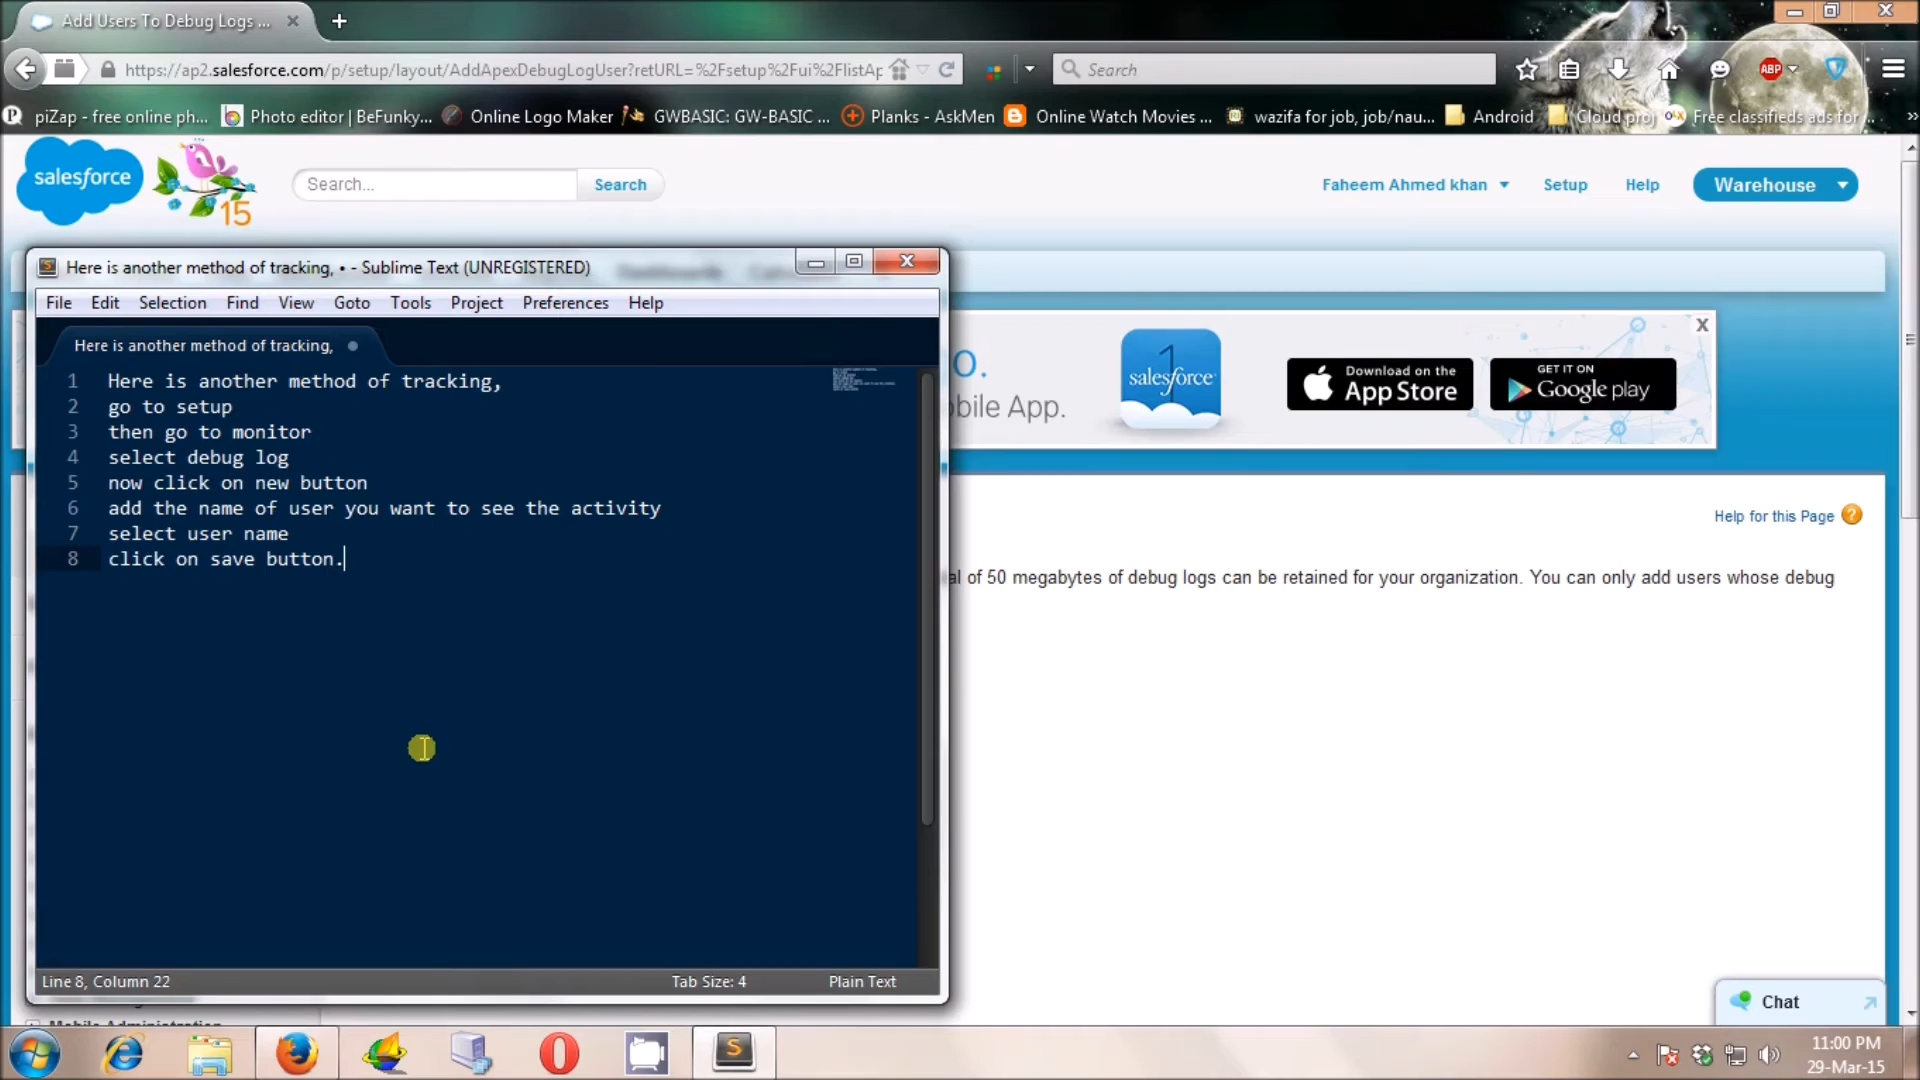 Add Users To Debug Logs ...
https://ap2.salesforce.com/p/setup/layout/AddApexDebugLogUser?retURL=%2Fsetup%2Fui%2FlistAp
Search
ABP
piZap - free online ph...
Photo editor | BeFunky...
Online Logo Maker
GWBASIC: GW-BASIC ...
Planks - AskMen
Online Watch Movies ...
wazifa for job, job/nau...
Android
Cloud proj
Free classifieds ads for ...
salesforce
15
Search...
Search
Faheem Ahmed khan
Setup
Help
Warehouse
Here is another method of tracking, • - Sublime Text (UNREGISTERED)
File Edit Selection Find View Goto Tools Project Preferences Help
Here is another method of tracking,
1 Here is another method of tracking,
2 go to setup
3 then go to monitor
4 select debug log
5 now click on new button
6 add the name of user you want to see the activity
7 select user name
8 click on save button.
Line 8, Column 22
Tab Size: 4
Plain Text
o.
bile App.
1
salesforce
Download on the
App Store
GET IT ON
Google play
X
Help for this Page
al of 50 megabytes of debug logs can be retained for your organization. You can only add users whose debug
Chat
Mobile Administration
11:00 PM
29-Mar-15